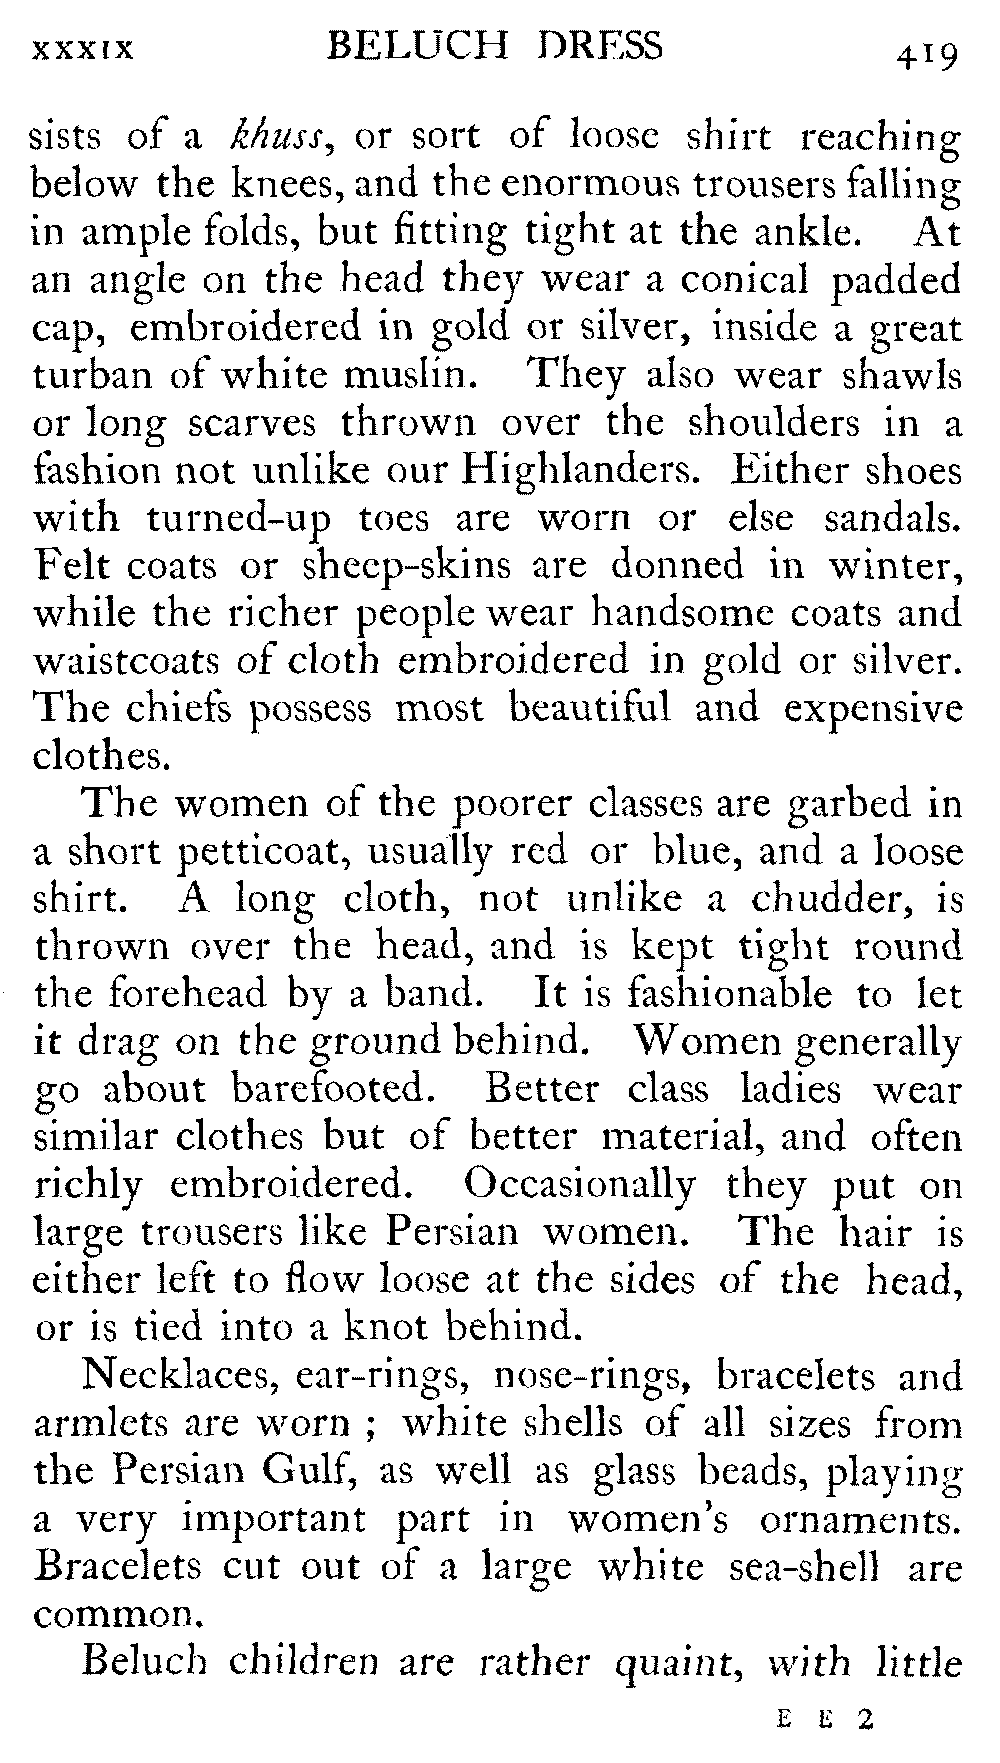 xxxix BELUCH DRESS 419
sists of a khuss, or sort of loose shirt reaching
below the knees, and the enormous trousers falling
in ample folds, but fitting tight at the ankle. At
an angle on the head they wear a conical padded
cap, embroidered in gold or silver, inside a great
turban of white muslin. They also wear shawls
or long scarves thrown over the shoulders in a
fashion not unlike our Highlanders. Either shoes
with turned-up toes are worn or else sandals.
Felt coats or sheep-skins are donned in winter,
while the richer people wear handsome coats and
waistcoats of cloth embroidered in gold or silver.
The chiefs possess most beautiful and expensive
clothes.
The women of the poorer classes are garbed in
a short petticoat, usually red or blue, and a loose
shirt. A long cloth, not unlike a chudder, is
thrown over the head, and is kept tight round
the forehead by a band. It is fashionable to let
it drag on the ground behind. Women generally
go about barefooted. Better class ladies wear
similar clothes but of better material, and often
richly embroidered. Occasionally they put on
large trousers like Persian women. The hair is
either left to flow loose at the sides of the head,
or is tied into a knot behind.
Necklaces, ear-rings, nose-rings, bracelets and
armlets are worn ; white shells of all sizes from
the Persian Gulf, as well as glass beads, playing
a very important part in women's ornaments.
Bracelets cut out of a large white sea-shell are
common.
Beluch children are rather quaint, with little
E E 2